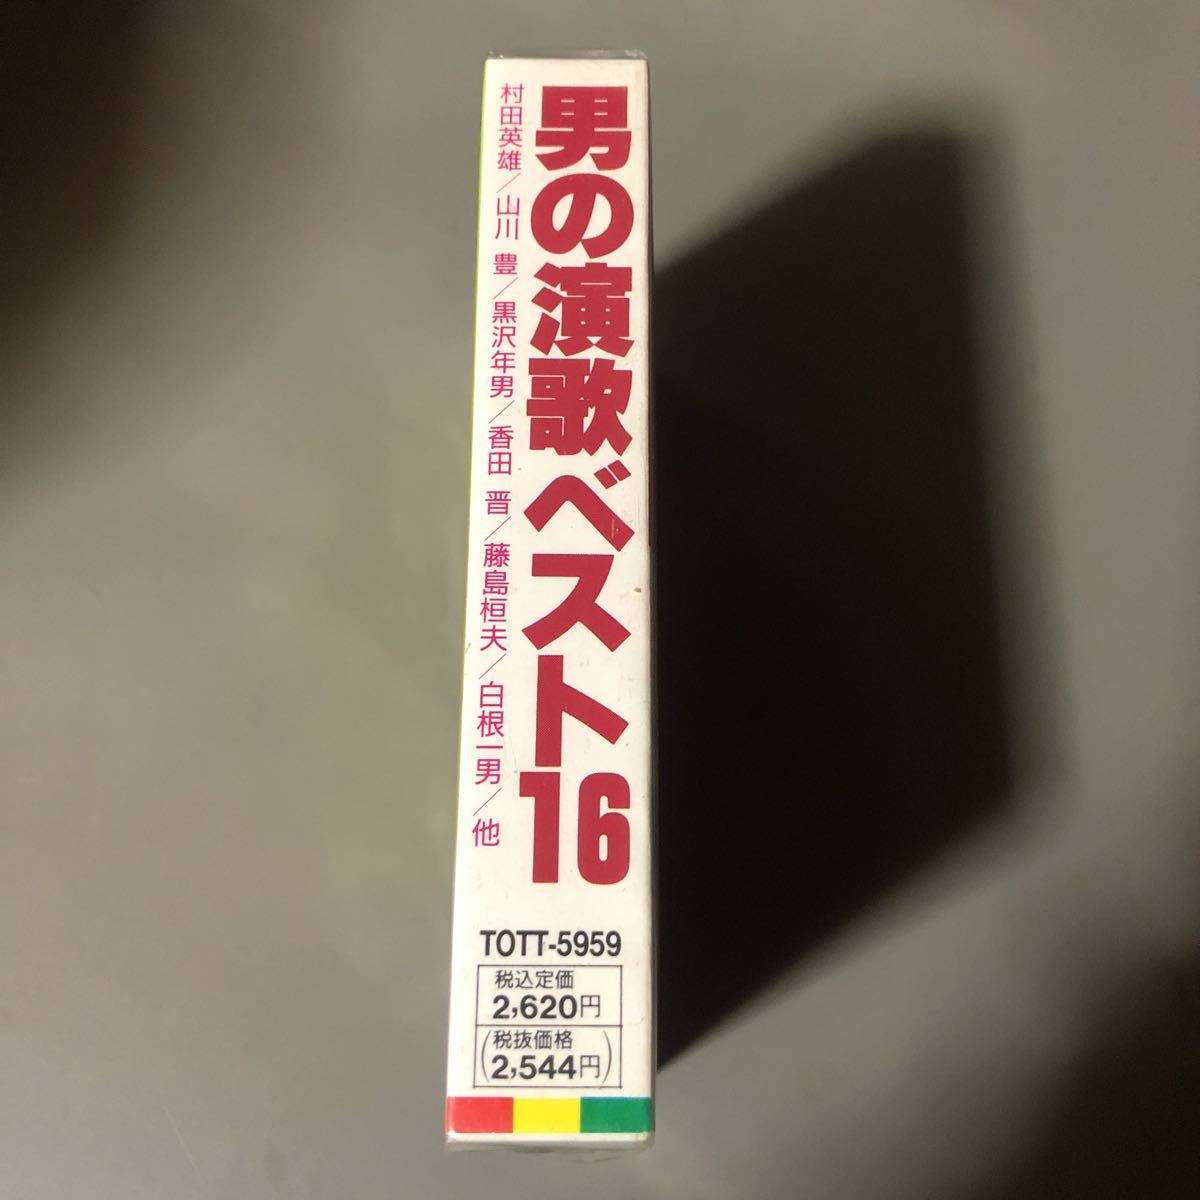 男の演歌ベスト16
村田英雄/山川 豊/黒沢年男/香田 晋/藤島桓夫/白根一男/他
TOTT-5959
税込定価
2,620円
(税抜価格
2,544円)